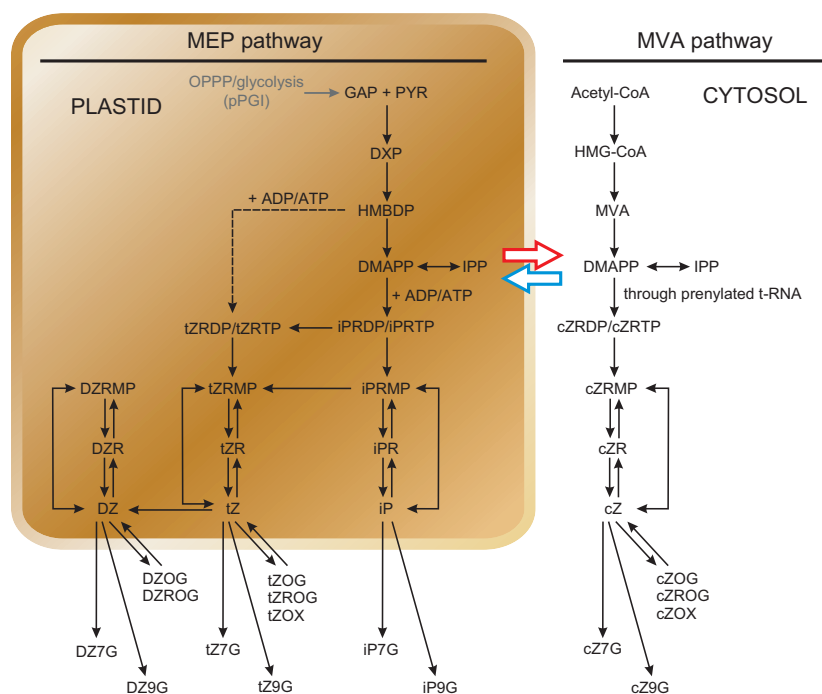 MEP pathway
MVA pathway
OPPP/glycolysis
(pPGI)
PLASTID
GAP + PYR
Acetyl-CoA
CYTOSOL
DXP
HMG-CoA
+ ADP/ATP
HMBDP
MVA
DMAPP
IPP
DMAPP
IPP
+ ADP/ATP
through prenylated t-RNA
tZRDP/tZRTP
iPRDP/iPRTP
cZRDP/cZRTP
DZRMP
tZRMP
iPRMP
cZRMP
DZR
tZR
iPR
cZR
DZ
tZ
iP
cZ
DZOG
DZROG
tZOG
tZROG
tZOX
cZOG
cZROG
cZOX
DZ7G
tZ7G
iP7G
cZ7G
DZ9G
tZ9G
iP9G
cZ9G